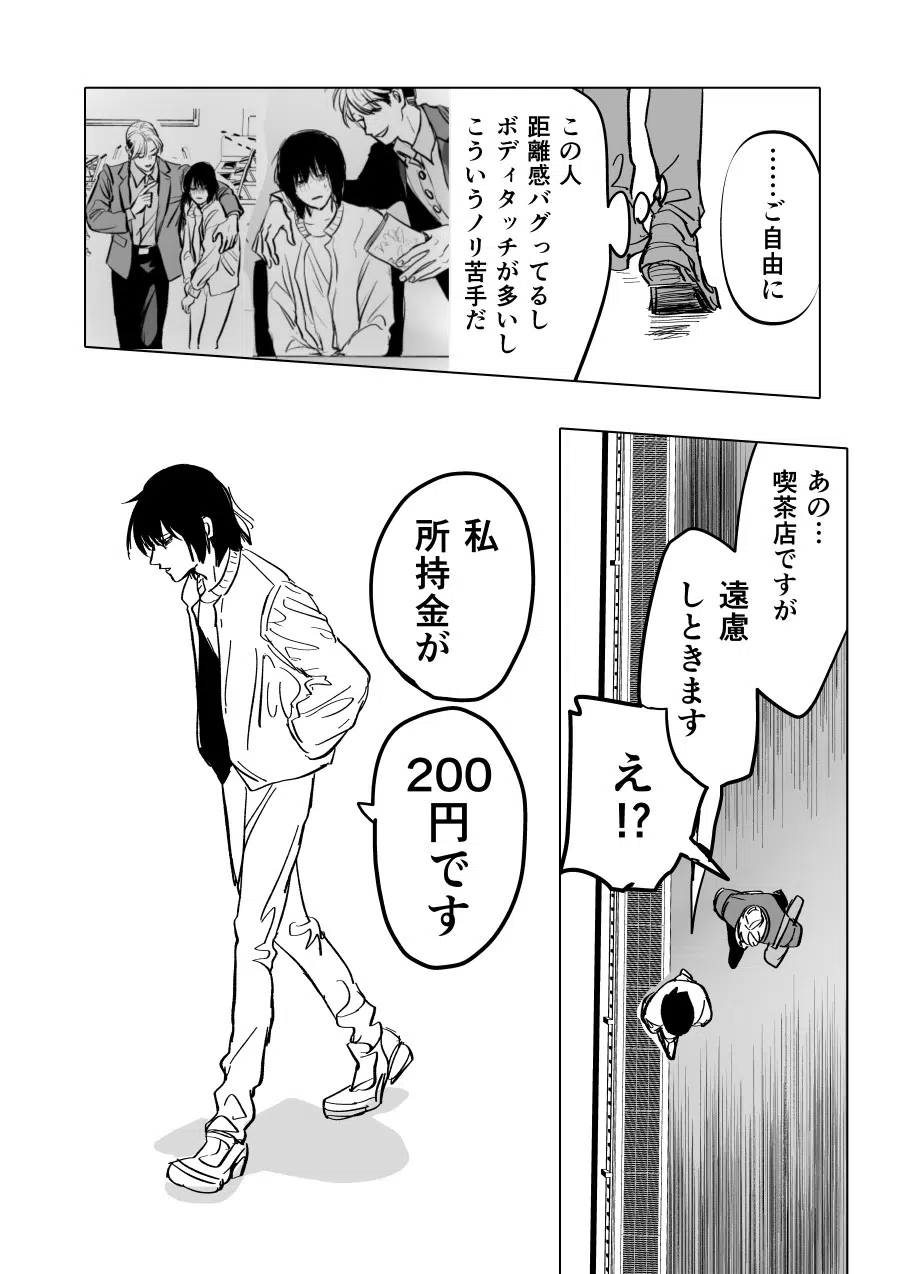 ……ご自由に
この人
距離感バグってるし
ボディタッチが多いし
こういうノリ苦手だ
あの…
喫茶店ですが
遠慮
しときます
え!?
私
所持金が
200
円です